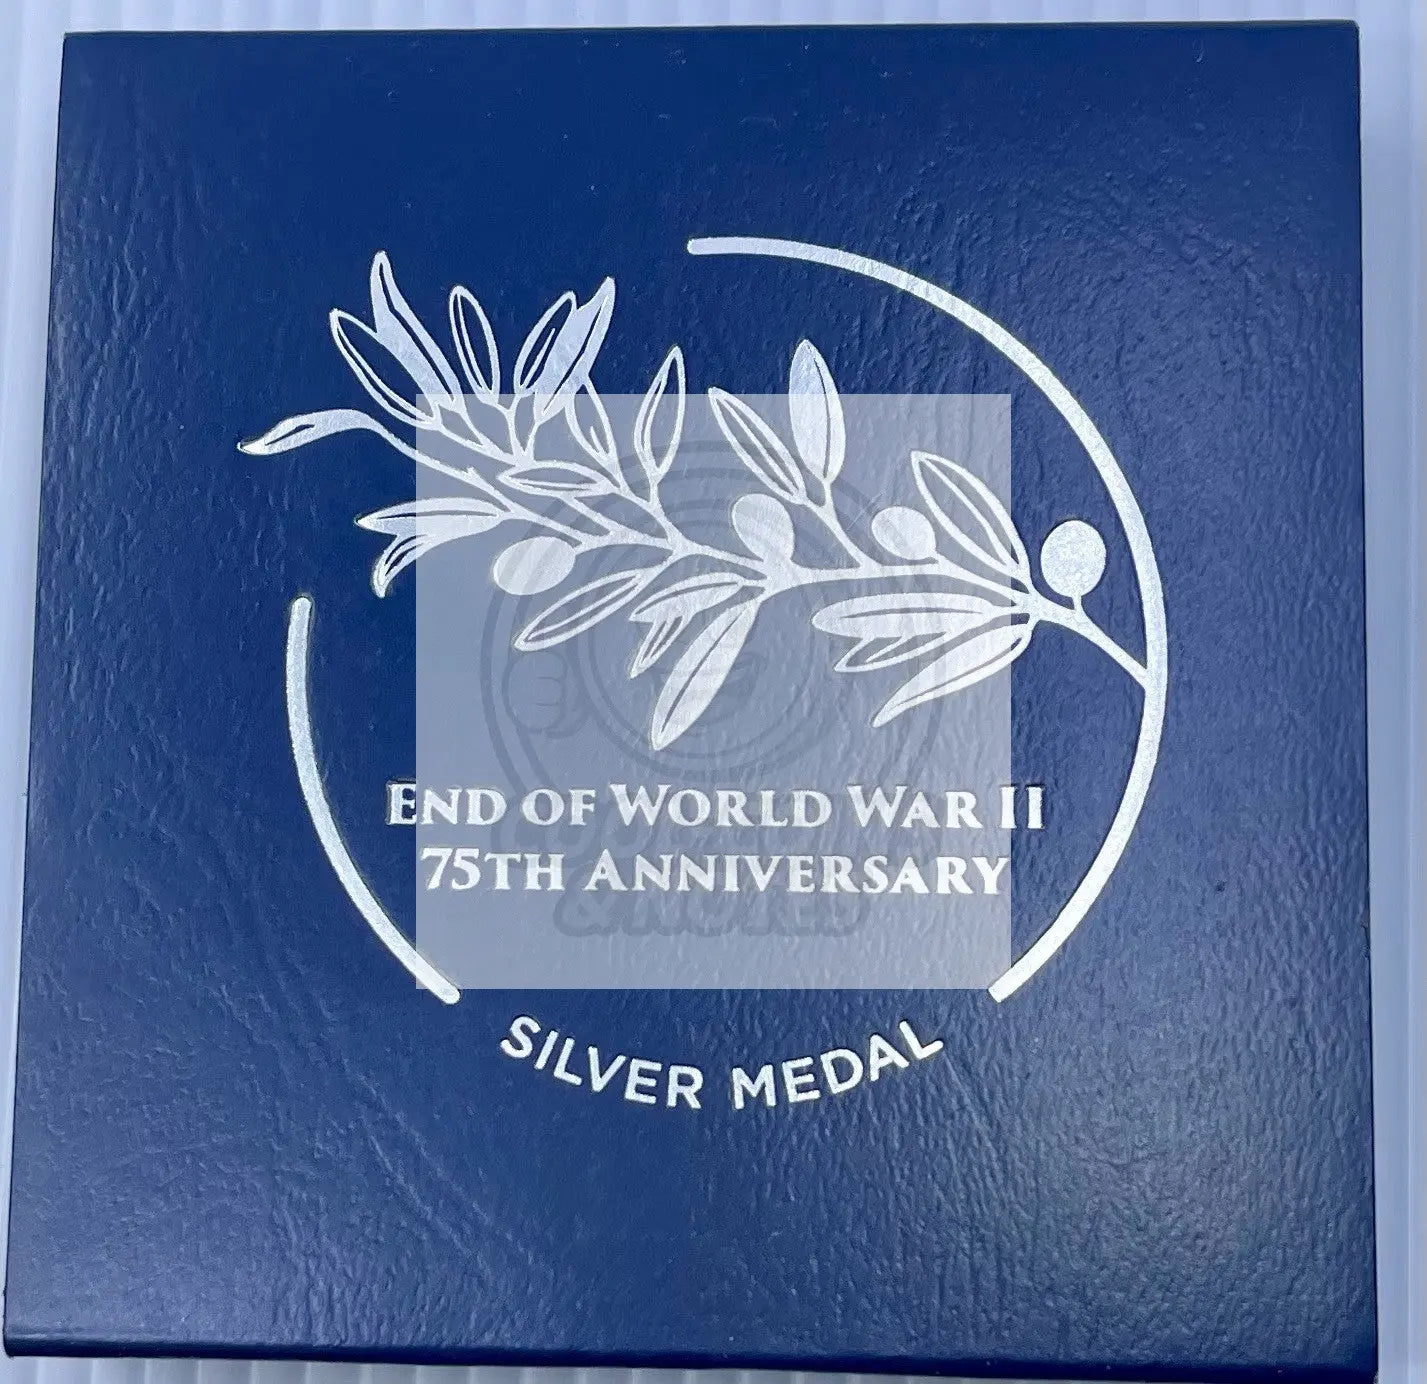 END OF WORLD WAR II
75TH ANNIVERSARY
SILVER MEDAL